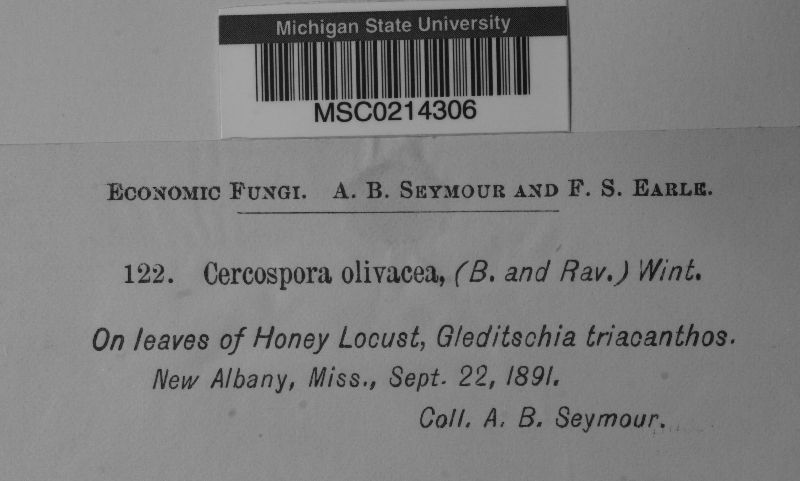 Michigan State University
MSC0214306
ECONOMIC FUNGI. A. B. SEYMOUR AND F. S. EARLE.
122. Cercospora olivacea, (B. and Rav.) Wint.
On leaves of Honey Locust, Gleditschia triacanthos.
New Albany, Miss., Sept. 22, 1891.
Coll. A. B. Seymour.